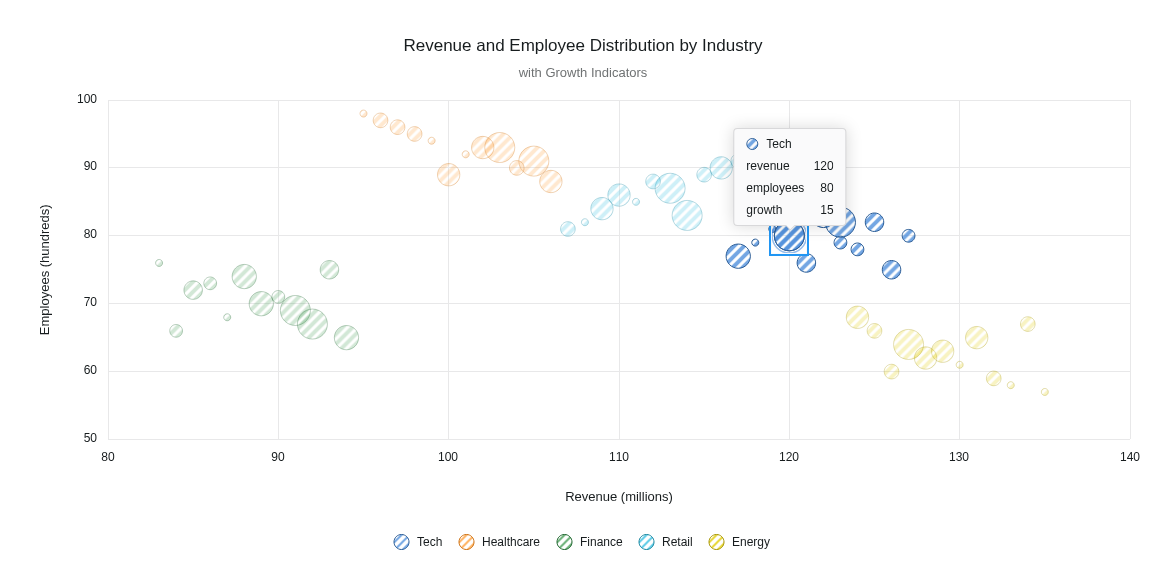 Revenue and Employee Distribution by Industry
with Growth Indicators
Employees (hundreds)
100
90
80
70
60
50
Tech
revenue 120
employees 80
growth 15
80 90 100 110 120 130 140
Revenue (millions)
Tech Healthcare Finance Retail Energy